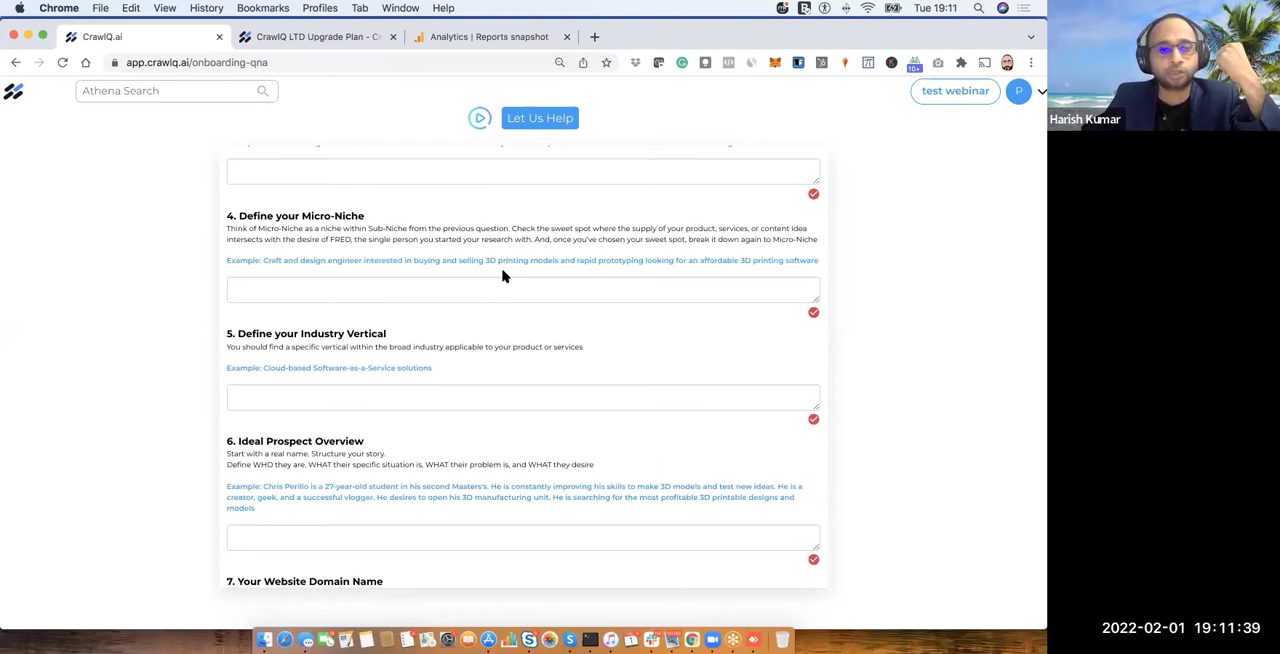 Chrome File Edit View History Bookmarks Profiles Tab Window Help Tue 19:11
CrawlQ.ai
CrawlQ LTD Upgrade Plan - C
Analytics | Reports snapshot
app.crawlq.ai/onboarding-qna
10+
Athena Search
test webinar
P
Let Us Help
Harish Kumar
4. Define your Micro-Niche
Think of Micro-Niche as a niche within Sub-Niche from the previous question. Check the sweet spot where the supply of your product, services, or content idea
intersects with the desire of FRED, the single person you started your research with. And, once you've chosen your sweet spot, break it down again to Micro-Niche
Example: Craft and design engineer interested in buying and selling 3D printing models and rapid prototyping looking for an affordable 3D printing software
5. Define your Industry Vertical
You should find a specific vertical within the broad industry applicable to your product or services
Example: Cloud-based Software-as-a-Service solutions
6. Ideal Prospect Overview
Start with a real name. Structure your story.
Define WHO they are, WHAT their specific situation is, WHAT their problem is, and WHAT they desire
Example: Chris Perillo is a 27-year-old student in his second Masters's. He is constantly improving his skills to make 3D models and test new ideas. He is a
creator, geek, and a successful vlogger. He desires to open his 3D manufacturing unit. He is searching for the most profitable 3D printable designs and
models
7. Your Website Domain Name
2022-02-01 19:11:39